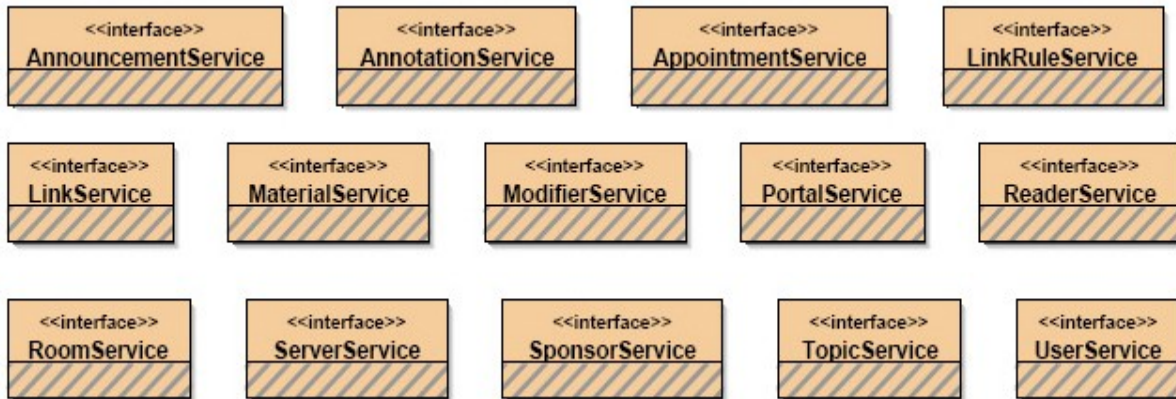 <<interface>> <<interface>> <<interface>> <<interface>>
AnnouncementService AnnotationService AppointmentService LinkRuleService
<<interface>> <<interface>> <<interface>> <<interface>> <<interface>>
LinkService MaterialService ModifierService PortalService ReaderService
<<interface>> <<interface>> <<interface>> <<interface>> <<interface>>
RoomService ServerService SponsorService TopicService UserService